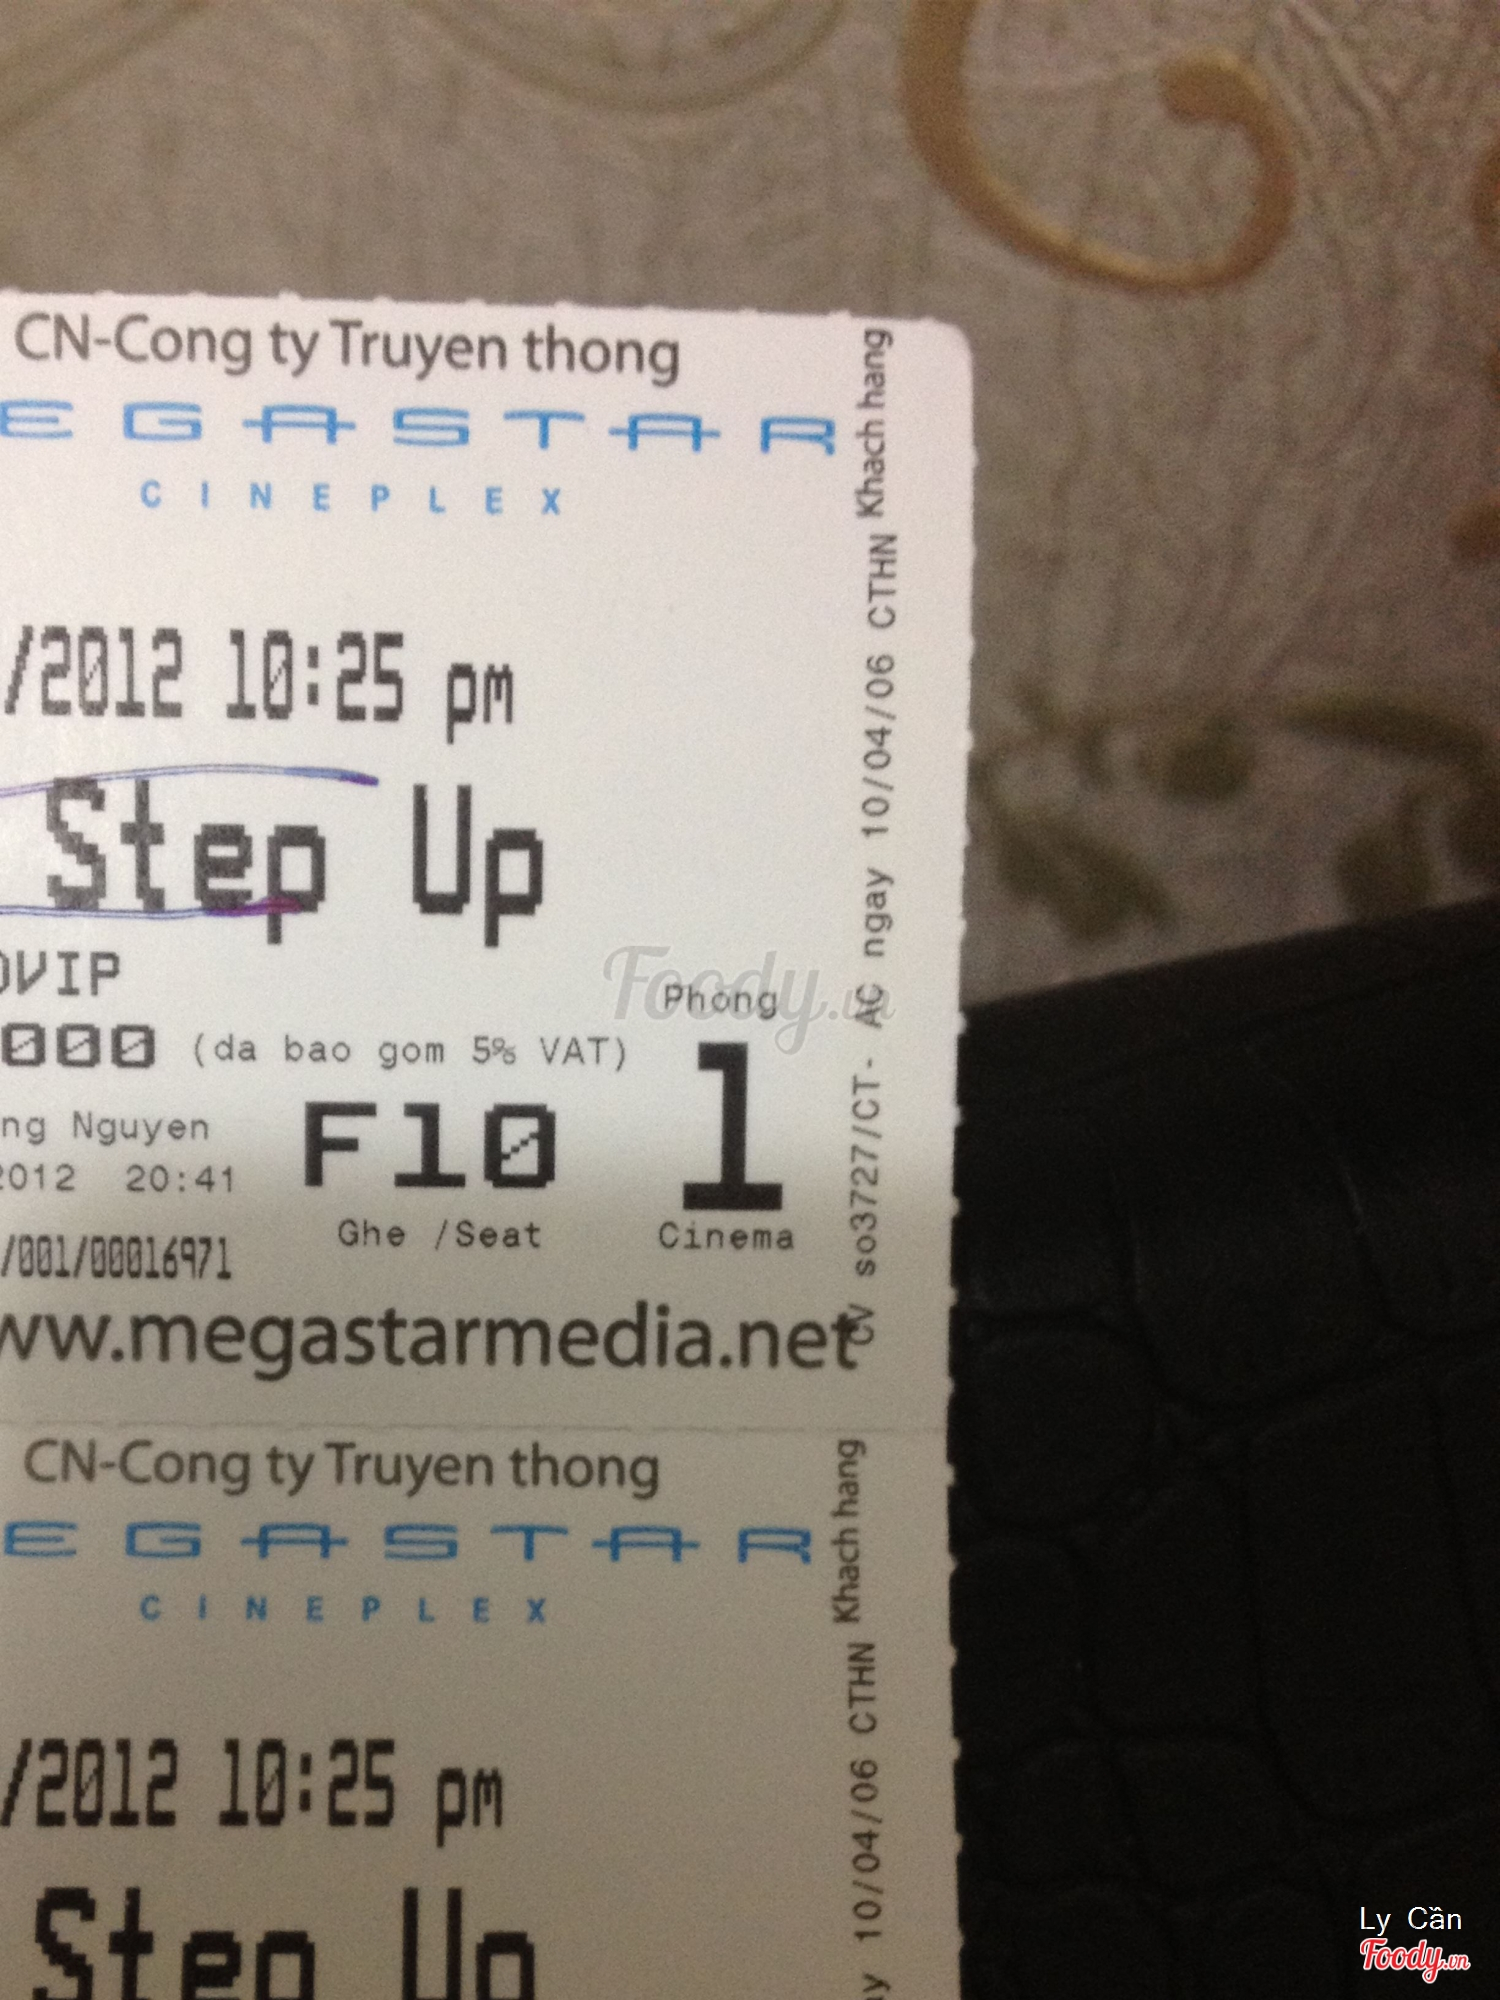 CN-Cong ty Truyen thong
EGASTAR
CINEPLEX
/2012 10:25 pm
Step Up
VIP
000 (da bao gom 5% VAT)
Phong
1
Cinema
ng Nguyen
2012 20:41
F10
Ghe /Seat
/001/00016971
ww.megastarmedia.net
CV so3727/CT- AC ngay 10/04/06 CTHN Khach hang
Foody.vn
CN-Cong ty Truyen thong
EGASTAR
CINEPLEX
/2012 10:25 pm
Step Up
ay 10/04/06 CTHN Khach hang
Ly Cần
Foody.vn